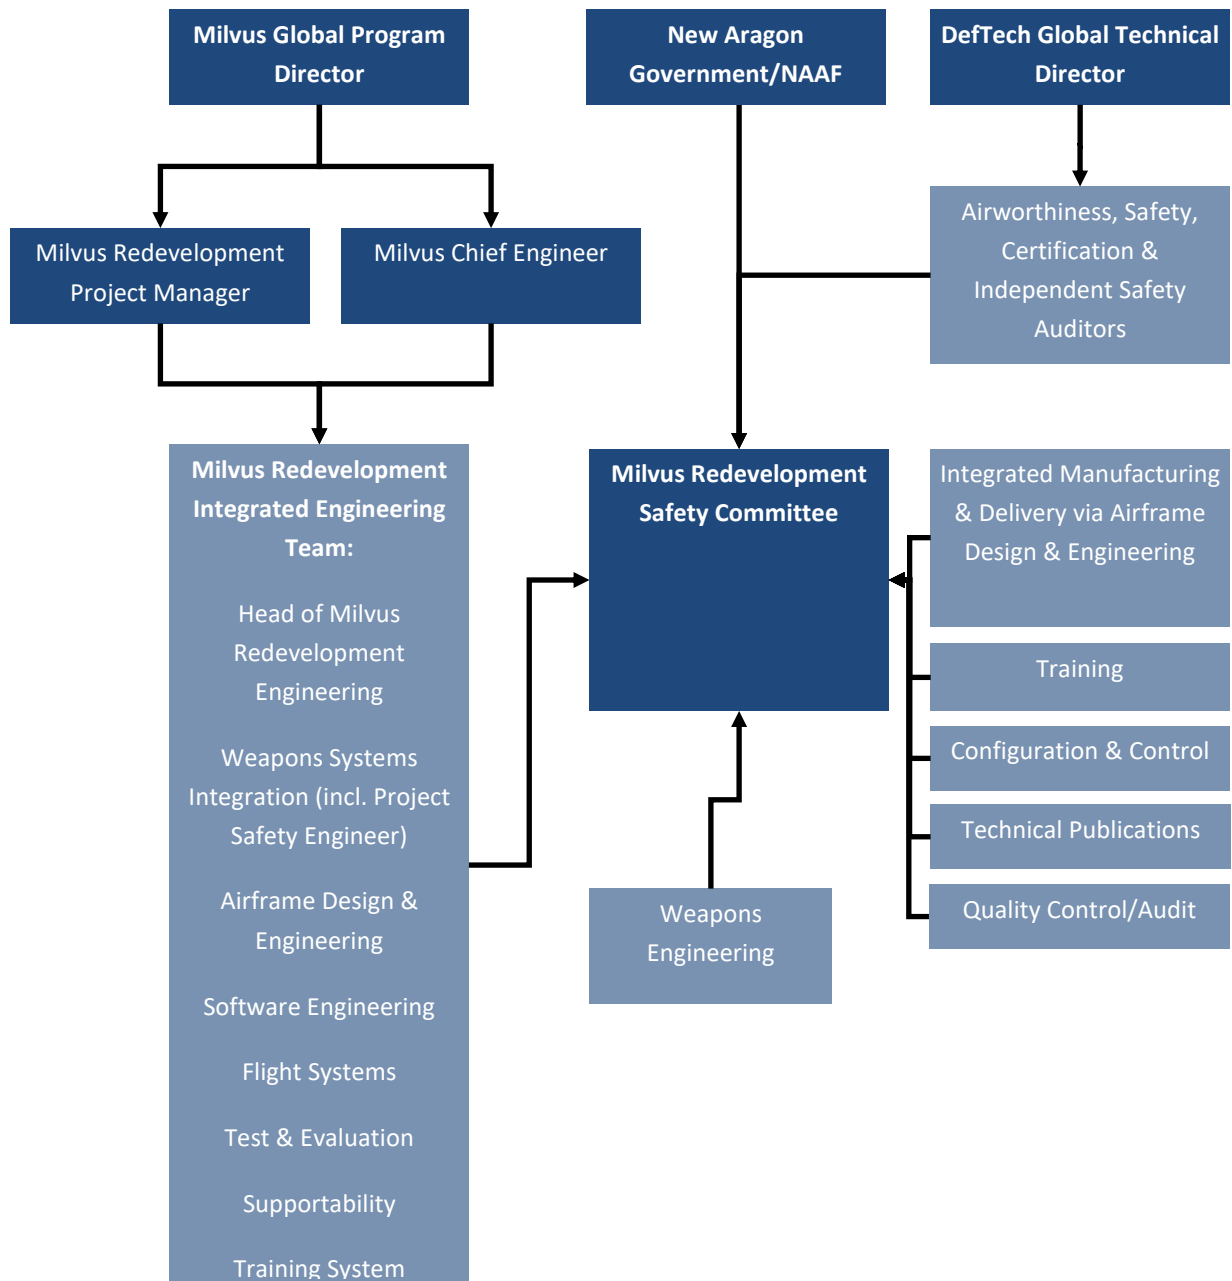 Milvus Global Program
Director
New Aragon
Government/NAAF
DefTech Global Technical
Director
Milvus Redevelopment
Project Manager
Milvus Chief Engineer
Airworthiness, Safety,
Certification &
Independent Safety
Auditors
Milvus Redevelopment
Integrated Engineering
Team:
Head of Milvus
Redevelopment
Engineering
Weapons Systems
Integration (incl. Project
Safety Engineer)
Airframe Design &
Engineering
Software Engineering
Flight Systems
Test & Evaluation
Supportability
Training System
Milvus Redevelopment
Safety Committee
Weapons
Engineering
Integrated Manufacturing
& Delivery via Airframe
Design & Engineering
Training
Configuration & Control
Technical Publications
Quality Control/Audit